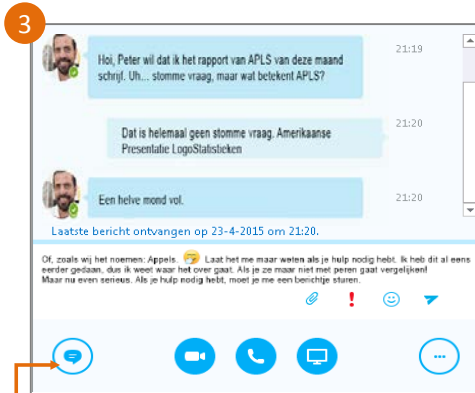 3
Hoi, Peter wil dat ik het rapport van APLS van deze maand
schrijf. Uh... stomme vraag, maar wat betekent APLS?
21:19
Dat is helemaal geen stomme vraag. Amerikaanse
Presentatie LogoStatistieken
21:20
Een helve mond vol.
21:20
Laatste bericht ontvangen op 23-4-2015 om 21:20.
Of, zoals wij het noemen: Appels. Laat het me maar weten als je hulp nodig hebt. Ik heb dit al eens
eerder gedaan, dus ik weet waar het over gaat. Als je ze maar niet met peren gaat vergelijken!
Maar nu even serieus. Als je hulp nodig hebt, moet je me een berichtje sturen.